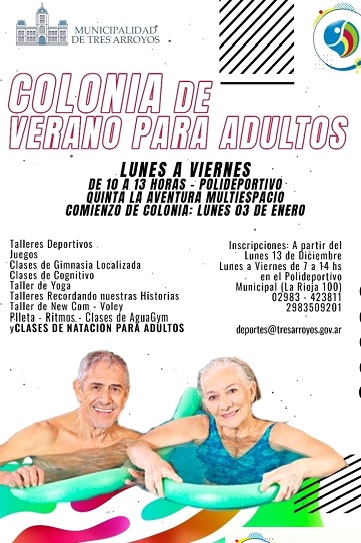 MUNICIPALIDAD
DE TRES ARROYOS
COLONIA DE
VERANO PARA ADULTOS
LUNES A VIERNES
DE 10 A 13 HORAS - POLIDEPORTIVO
QUINTA LA AVENTURA MULTIESPACIO
COMIENZO DE COLONIA: LUNES 03 DE ENERO
Talleres Deportivos
Juegos
Clases de Gimnasia Localizada
Clases de Cognitivo
Taller de Yoga
Talleres Recordando nuestras Historias
Taller de New Com - Voley
Plleta - Ritmos.- Clases de AguaGym
yCLASES DE NATACION PARA ADULTOS
Inscripciones: A partir del
Lunes 13 de Diciembre
Lunes a Viernes de 7 a 14 hs
en el Polideportivo
Municipal (La Rioja 100)
02983 - 423811
2983509201
deportes@tresarroyos.gov.ar